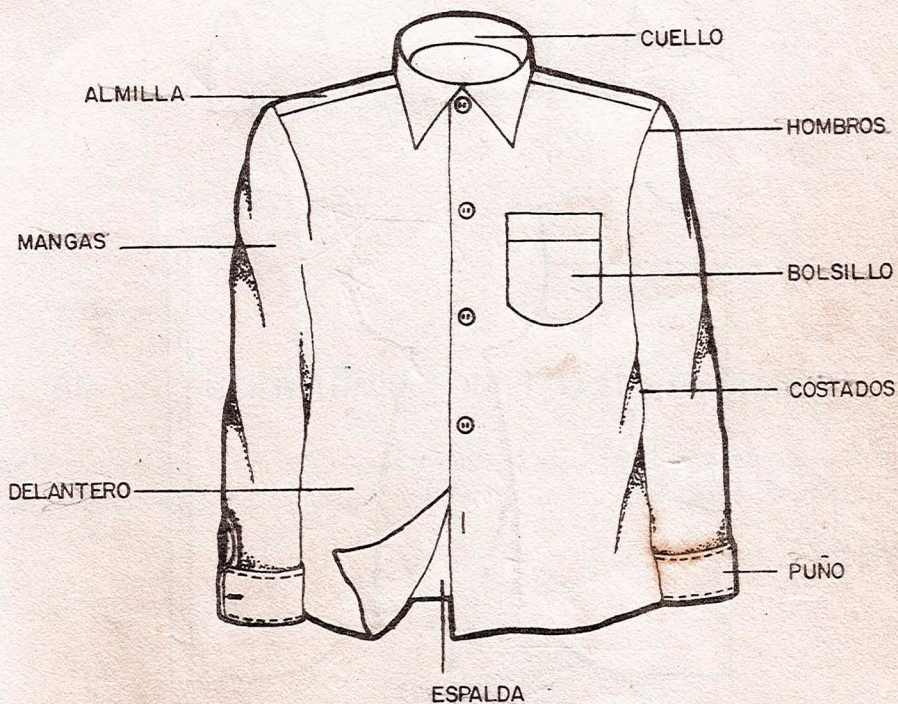 CUELLO
ALMILLA
HOMBROS
MANGAS
BOLSILLO
COSTADOS
DELANTERO
PUÑO
ESPALDA